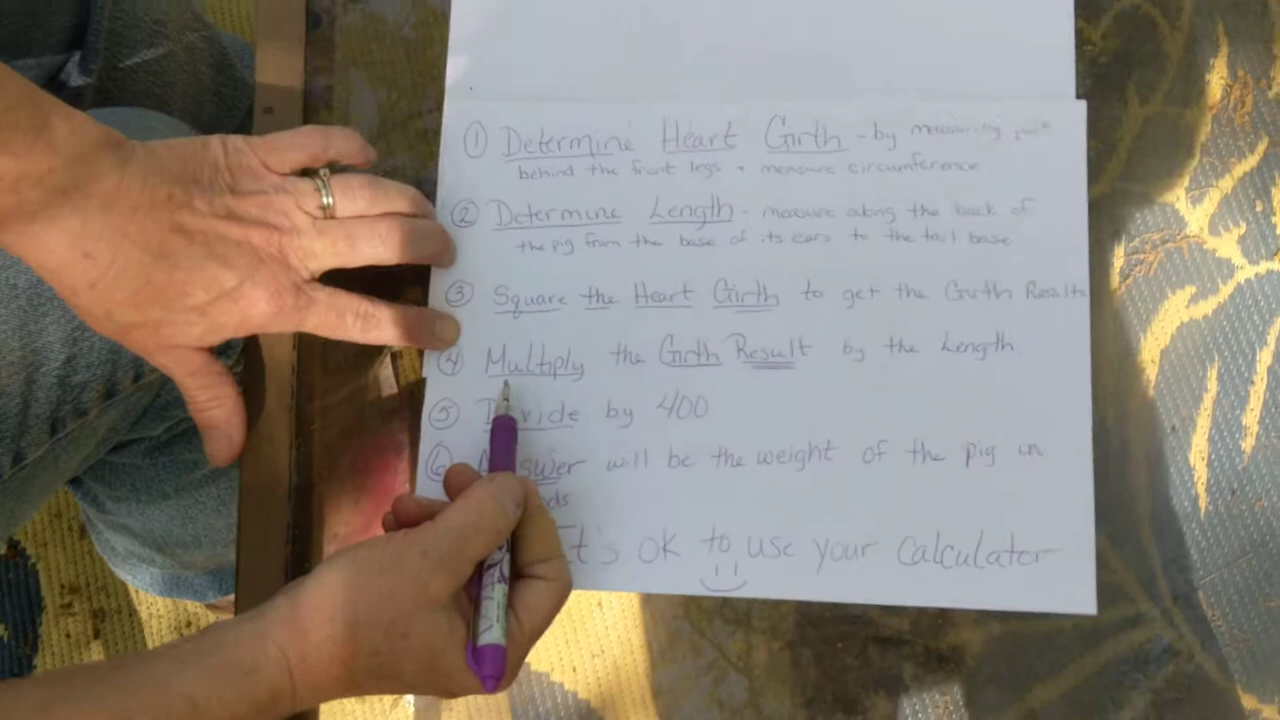 ① Determine Heart Girth - by measuring
behind the front legs + measure circumference
② Determine Length - measure along the back of
the pig from the base of its ears to the tail base
③ Square the Heart Girth to get the Girth Results
④ Multiply the Girth Result by the Length
⑤ Divide by 400
⑥ Answer will be the weight of the pig in
It's ok to use your calculator